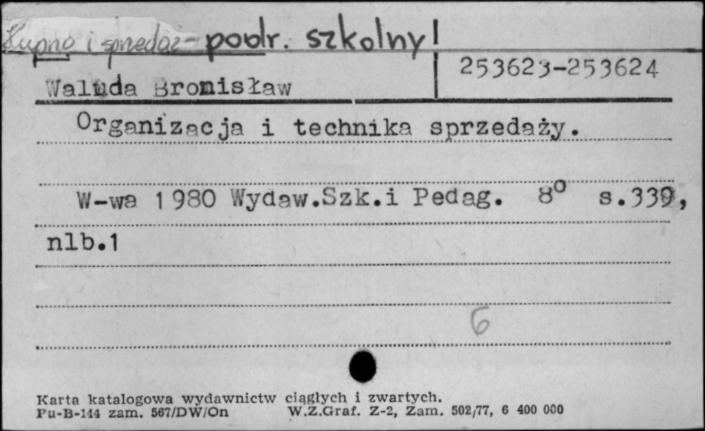 Kupno i sprzedaż - podr. szkolny!
253623-253624
Waluda Bronisław
Organizacja i technika sprzedaży.
W-wa 1980 Wydaw.Szk.i Pedag. 8° s.339,
nlb.1
6
Karta katalogowa wydawnictw ciągłych i zwartych.
Pu-B-144 zam. 567/DW/On W.Z.Graf. Z-2, Zam. 502/77, 6 400 000